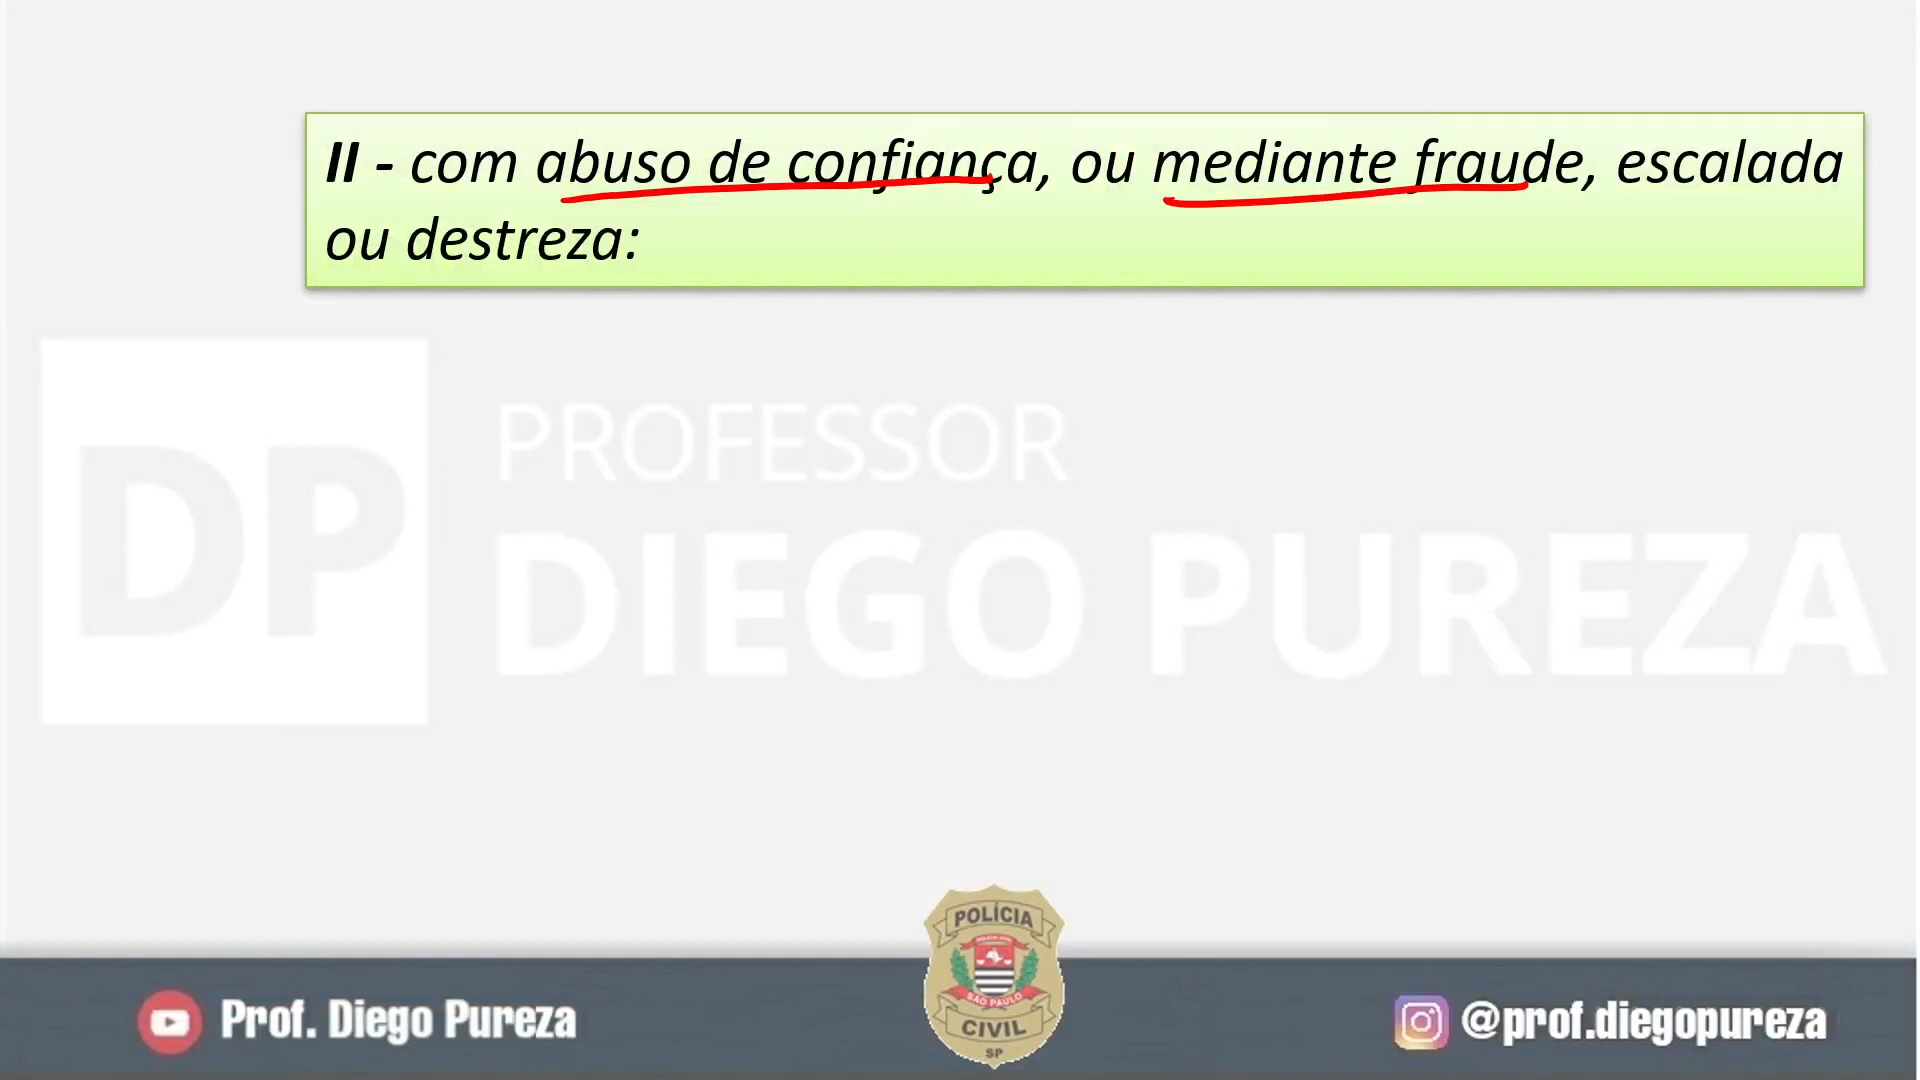 II - com abuso de confiança, ou mediante fraude, escalada
ou destreza:
DP
PROFESSOR
DIEGO PUREZA
POLÍCIA
SÃO PAULO
CIVIL
SP
Prof. Diego Pureza
@prof.diegopureza